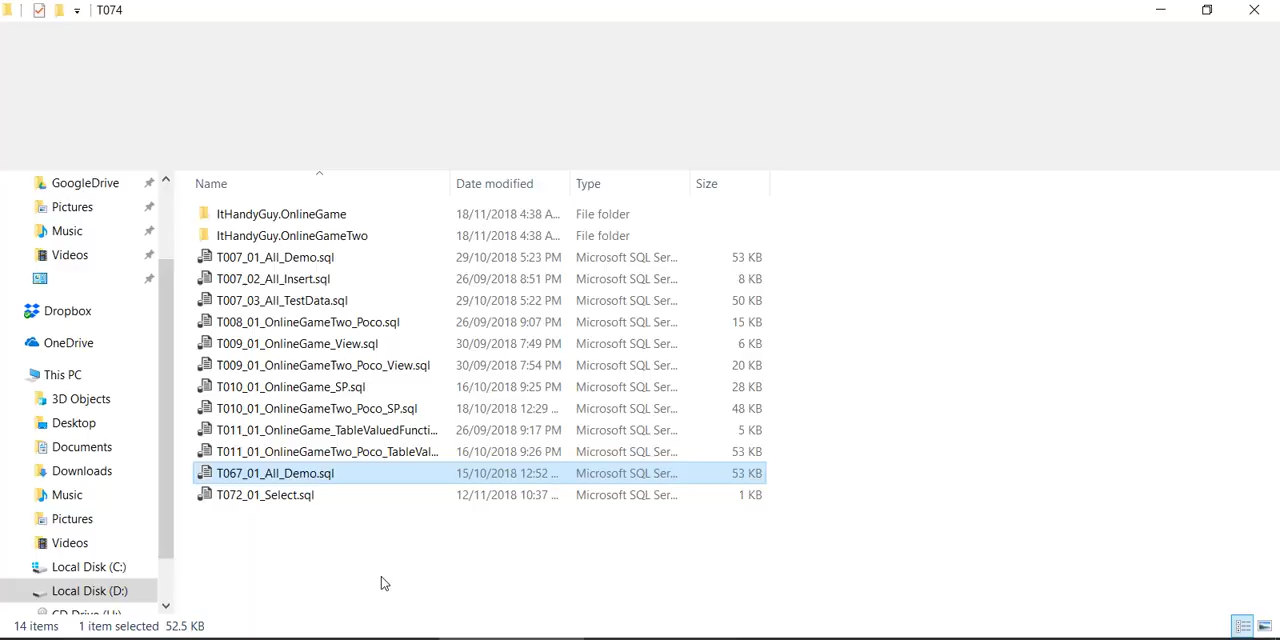 T074
GoogleDrive
Pictures
Music
Videos
Dropbox
OneDrive
This PC
3D Objects
Desktop
Documents
Downloads
Music
Pictures
Videos
Local Disk (C:)
Local Disk (D:)
CD Drive (H:)
Name Date modified Type Size
ItHandyGuy.OnlineGame 18/11/2018 4:38 A... File folder
ItHandyGuy.OnlineGameTwo 18/11/2018 4:38 A... File folder
T007_01_All_Demo.sql 29/10/2018 5:23 PM Microsoft SQL Ser... 53 KB
T007_02_All_Insert.sql 26/09/2018 8:51 PM Microsoft SQL Ser... 8 KB
T007_03_All_TestData.sql 29/10/2018 5:22 PM Microsoft SQL Ser... 50 KB
T008_01_OnlineGameTwo_Poco.sql 26/09/2018 9:07 PM Microsoft SQL Ser... 15 KB
T009_01_OnlineGame_View.sql 30/09/2018 7:49 PM Microsoft SQL Ser... 6 KB
T009_01_OnlineGameTwo_Poco_View.sql 30/09/2018 7:54 PM Microsoft SQL Ser... 20 KB
T010_01_OnlineGame_SP.sql 16/10/2018 9:25 PM Microsoft SQL Ser... 28 KB
T010_01_OnlineGameTwo_Poco_SP.sql 18/10/2018 12:29 ... Microsoft SQL Ser... 48 KB
T011_01_OnlineGame_TableValuedFuncti... 26/09/2018 9:17 PM Microsoft SQL Ser... 5 KB
T011_01_OnlineGameTwo_Poco_TableVal... 16/10/2018 9:26 PM Microsoft SQL Ser... 53 KB
T067_01_All_Demo.sql 15/10/2018 12:52 ... Microsoft SQL Ser... 53 KB
T072_01_Select.sql 12/11/2018 10:37 ... Microsoft SQL Ser... 1 KB
14 items 1 item selected 52.5 KB